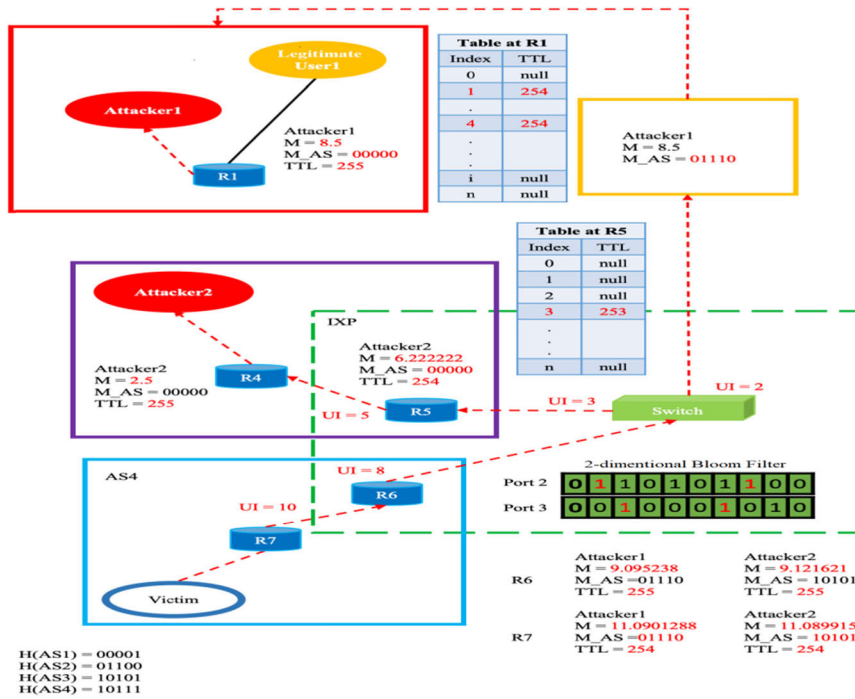 Legitimate
User1
Attacker1
R1
Attacker1
M = 8.5
M_AS = 00000
TTL = 255
Table at R1
Index TTL
0 null
1 254
.
4 254
.
.
.
i null
n null
Attacker1
M = 8.5
M_AS = 01110
Table at R5
Index TTL
0 null
1 null
2 null
3 253
.
.
.
n null
Attacker2
IXP
Attacker2
M = 2.5
M_AS = 00000
TTL = 255
R4
Attacker2
M = 6.222222
M_AS = 00000
TTL = 254
UI = 5
R5
UI = 3
UI = 2
Switch
AS4
UI = 8
R6
UI = 10
R7
Victim
2-dimentional Bloom Filter
Port 2 0 1 1 0 1 0 1 1 0 0
Port 3 0 0 1 0 0 0 1 0 1 0
R6
Attacker1
M = 9.095238
M_AS =01110
TTL = 255
Attacker2
M = 9.121621
M_AS =10101
TTL = 255
R7
Attacker1
M = 11.0901288
M_AS =01110
TTL = 254
Attacker2
M = 11.089915
M_AS =10101
TTL = 254
H(AS1) = 00001
H(AS2) = 01100
H(AS3) = 10101
H(AS4) = 10111